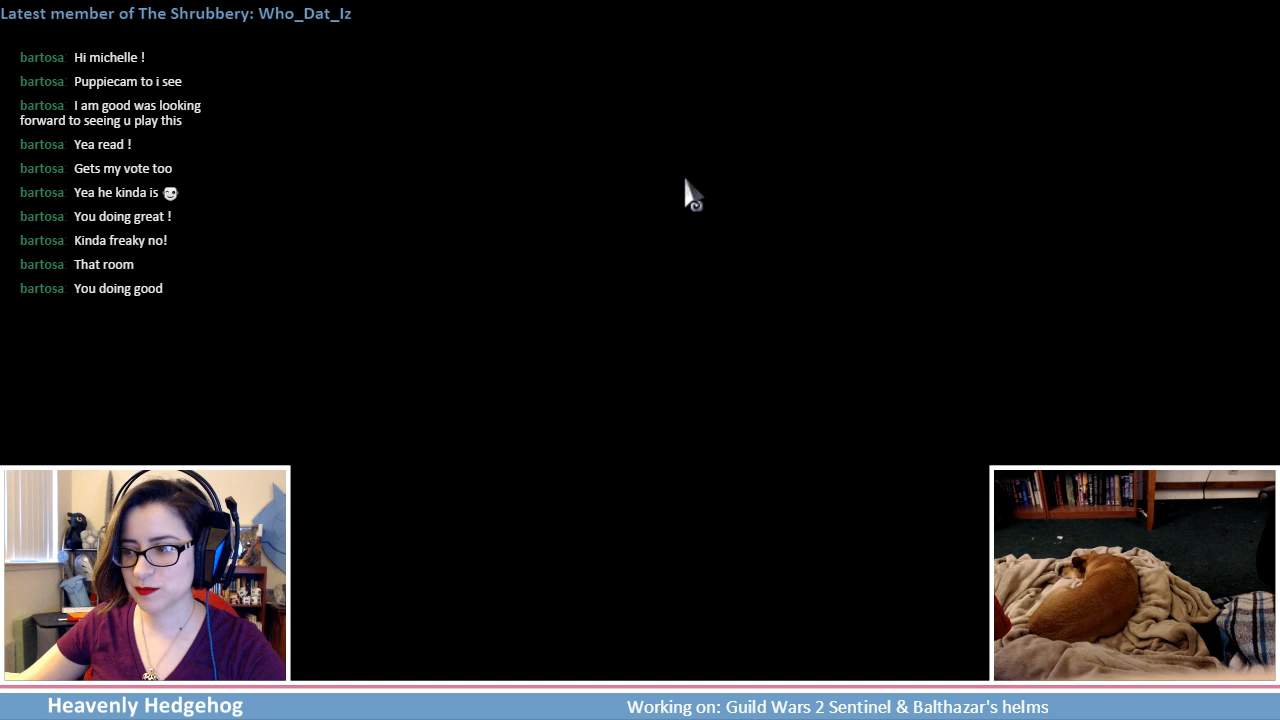 Latest member of The Shrubbery: Who_Dat_Iz
bartosa: Hi michelle !
bartosa: Puppiecam to i see
bartosa: I am good was looking
forward to seeing u play this
bartosa: Yea read !
bartosa: Gets my vote too
bartosa: Yea he kinda is
bartosa: You doing great !
bartosa: Kinda freaky no!
bartosa: That room
bartosa: You doing good
Heavenly Hedgehog
Working on: Guild Wars 2 Sentinel & Balthazar's helms